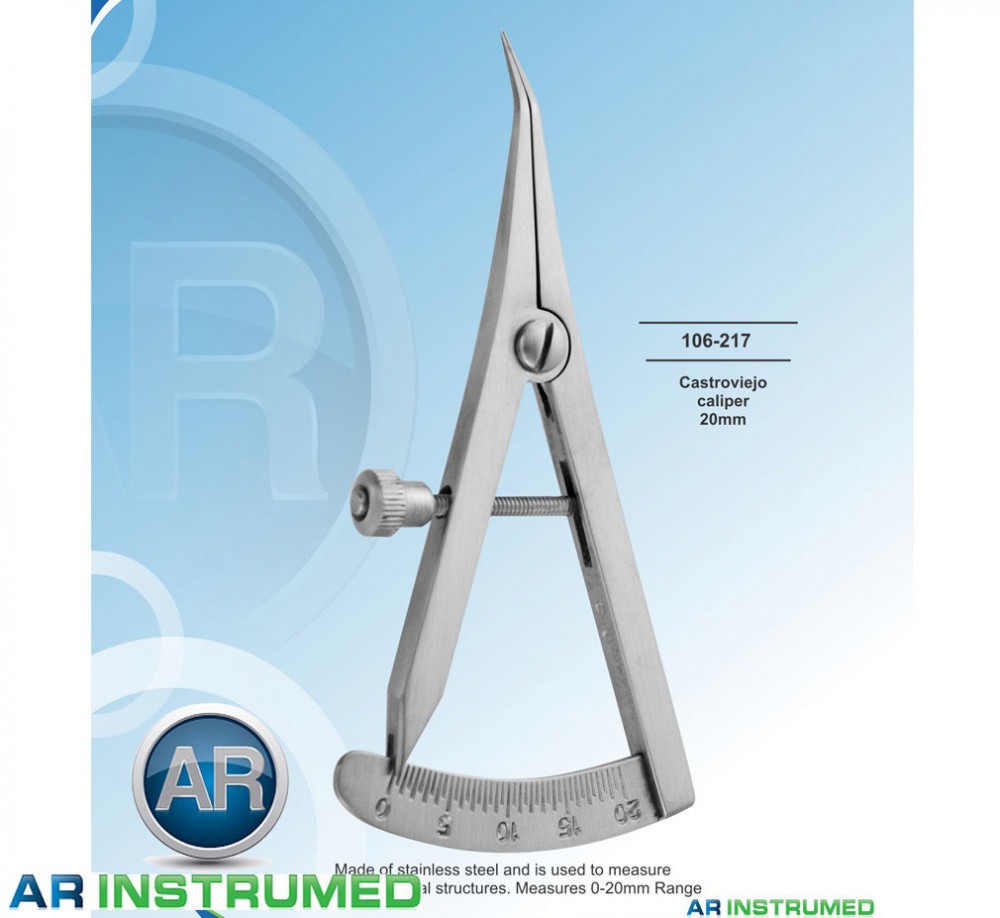 AR
106-217
Castroviejo
caliper
20mm
0 5 10 15 20
AR
Made of stainless steel and is used to measure
structures. Measures 0-20mm Range
AR INSTRUMED
AR INSTRUMED